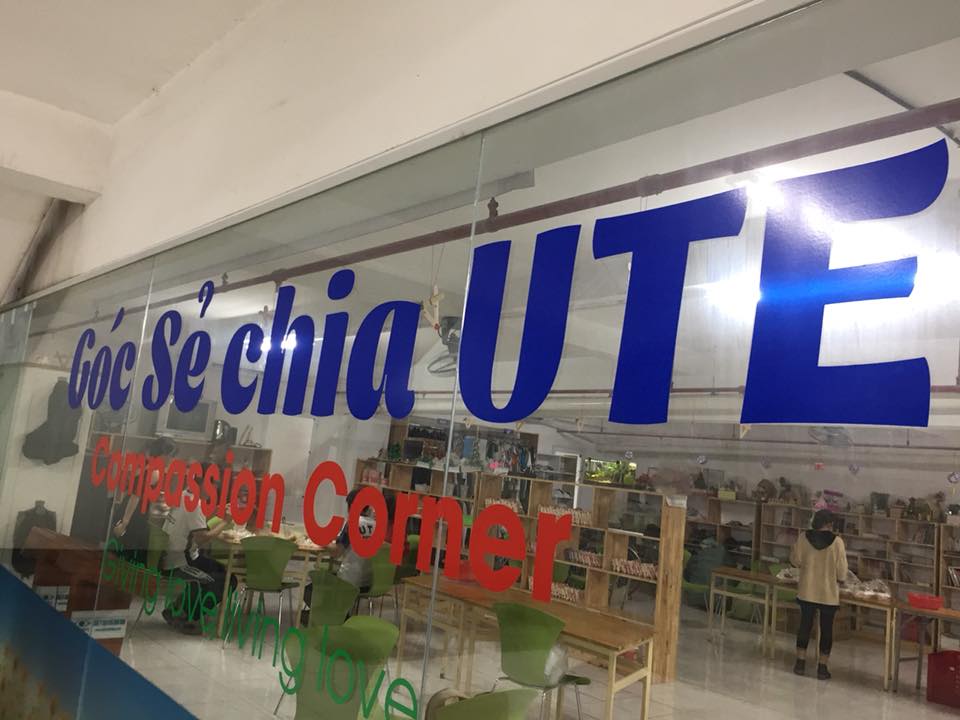 Góc Sẻ chia UTE
Compassion Corner
Giving love living love